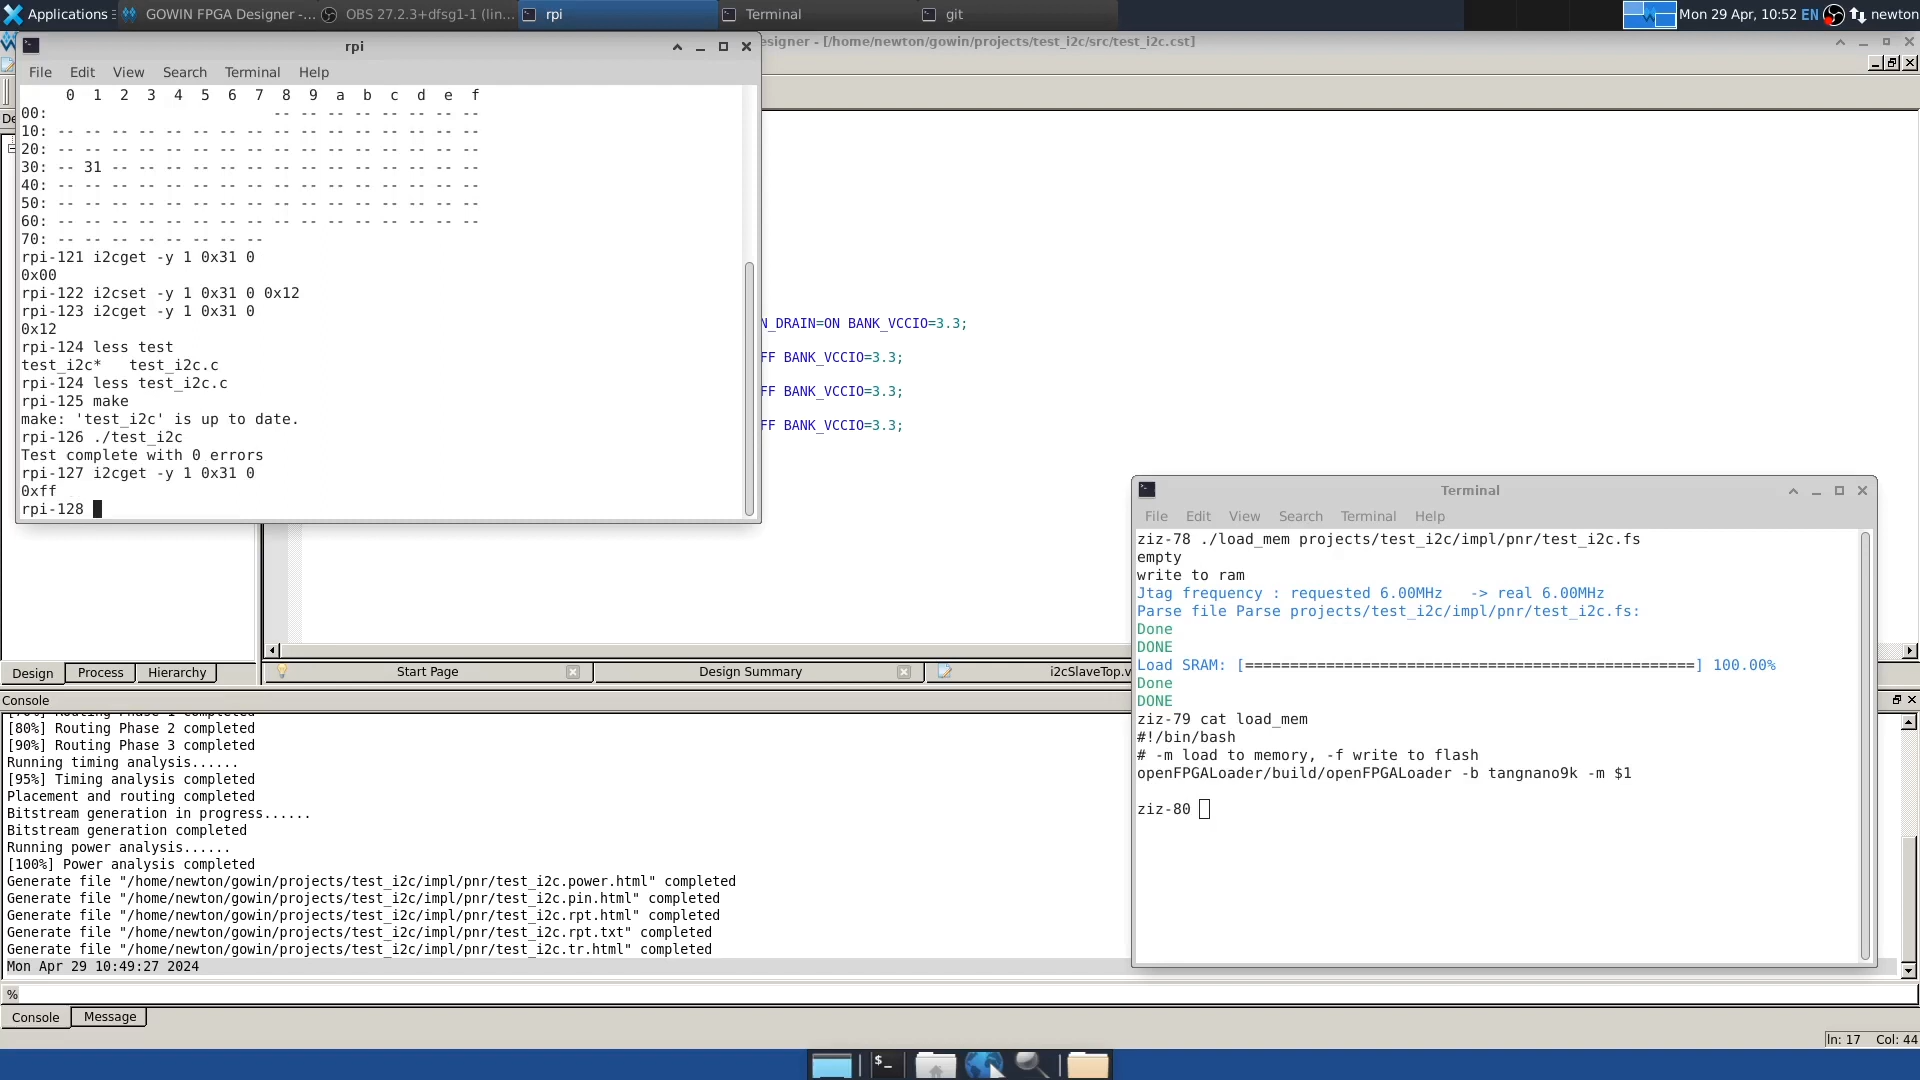 Applications
GOWIN FPGA Designer -...
OBS 27.2.3+dfsg1-1 (lin...
rpi
Terminal
git
Mon 29 Apr, 10:52 EN
newton
esigner - [/home/newton/gowin/projects/test_i2c/src/test_i2c.cst]
rpi
File Edit View Search Terminal Help
0 1 2 3 4 5 6 7 8 9 a b c d e f
00: -- -- -- -- -- -- -- --
10: -- -- -- -- -- -- -- -- -- -- -- -- -- -- -- --
20: -- -- -- -- -- -- -- -- -- -- -- -- -- -- -- --
30: -- 31 -- -- -- -- -- -- -- -- -- -- -- -- -- --
40: -- -- -- -- -- -- -- -- -- -- -- -- -- -- -- --
50: -- -- -- -- -- -- -- -- -- -- -- -- -- -- -- --
60: -- -- -- -- -- -- -- -- -- -- -- -- -- -- -- --
70: -- -- -- -- -- -- -- --
rpi-121 i2cget -y 1 0x31 0
0x00
rpi-122 i2cset -y 1 0x31 0 0x12
rpi-123 i2cget -y 1 0x31 0
0x12
rpi-124 less test
test_i2c* test_i2c.c
rpi-124 less test_i2c.c
rpi-125 make
make: 'test_i2c' is up to date.
rpi-126 ./test_i2c
Test complete with 0 errors
rpi-127 i2cget -y 1 0x31 0
0xff
rpi-128
De
N_DRAIN=ON BANK_VCCIO=3.3;
FF BANK_VCCIO=3.3;
FF BANK_VCCIO=3.3;
FF BANK_VCCIO=3.3;
Design Process Hierarchy
Start Page
Design Summary
i2cSlaveTop.v
Terminal
File Edit View Search Terminal Help
ziz-78 ./load_mem projects/test_i2c/impl/pnr/test_i2c.fs
empty
write to ram
Jtag frequency : requested 6.00MHz -> real 6.00MHz
Parse file Parse projects/test_i2c/impl/pnr/test_i2c.fs:
Done
DONE
Load SRAM: [==================================================] 100.00%
Done
DONE
ziz-79 cat load_mem
#!/bin/bash
# -m load to memory, -f write to flash
openFPGALoader/build/openFPGALoader -b tangnano9k -m $1
ziz-80
Console
[70%] Routing Phase 1 completed
[80%] Routing Phase 2 completed
[90%] Routing Phase 3 completed
Running timing analysis......
[95%] Timing analysis completed
Placement and routing completed
Bitstream generation in progress......
Bitstream generation completed
Running power analysis......
[100%] Power analysis completed
Generate file "/home/newton/gowin/projects/test_i2c/impl/pnr/test_i2c.power.html" completed
Generate file "/home/newton/gowin/projects/test_i2c/impl/pnr/test_i2c.pin.html" completed
Generate file "/home/newton/gowin/projects/test_i2c/impl/pnr/test_i2c.rpt.html" completed
Generate file "/home/newton/gowin/projects/test_i2c/impl/pnr/test_i2c.rpt.txt" completed
Generate file "/home/newton/gowin/projects/test_i2c/impl/pnr/test_i2c.tr.html" completed
Mon Apr 29 10:49:27 2024
%
Console Message
ln: 17 Col: 44
$_